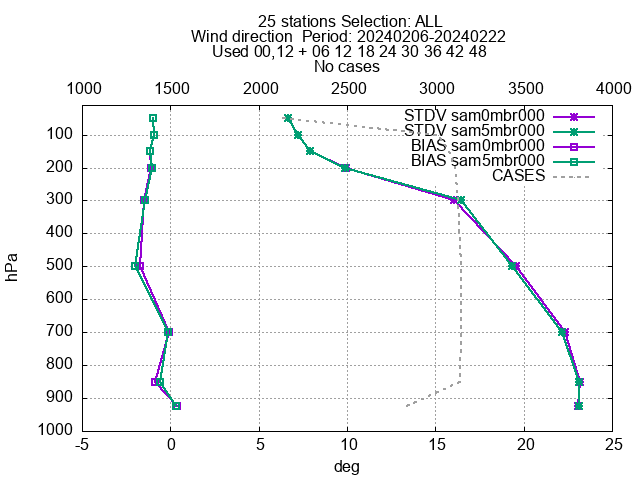 25 stations Selection: ALL
Wind direction  Period: 20240206-20240222
Used 00,12 + 06 12 18 24 30 36 42 48
No cases
1000 1500 2000 2500 3000 3500 4000
STDV sam0mbr000
STDV sam5mbr000
BIAS sam0mbr000
BIAS sam5mbr000
CASES
100
200
300
400
500
600
700
800
900
1000
hPa
-5 0 5 10 15 20 25
deg